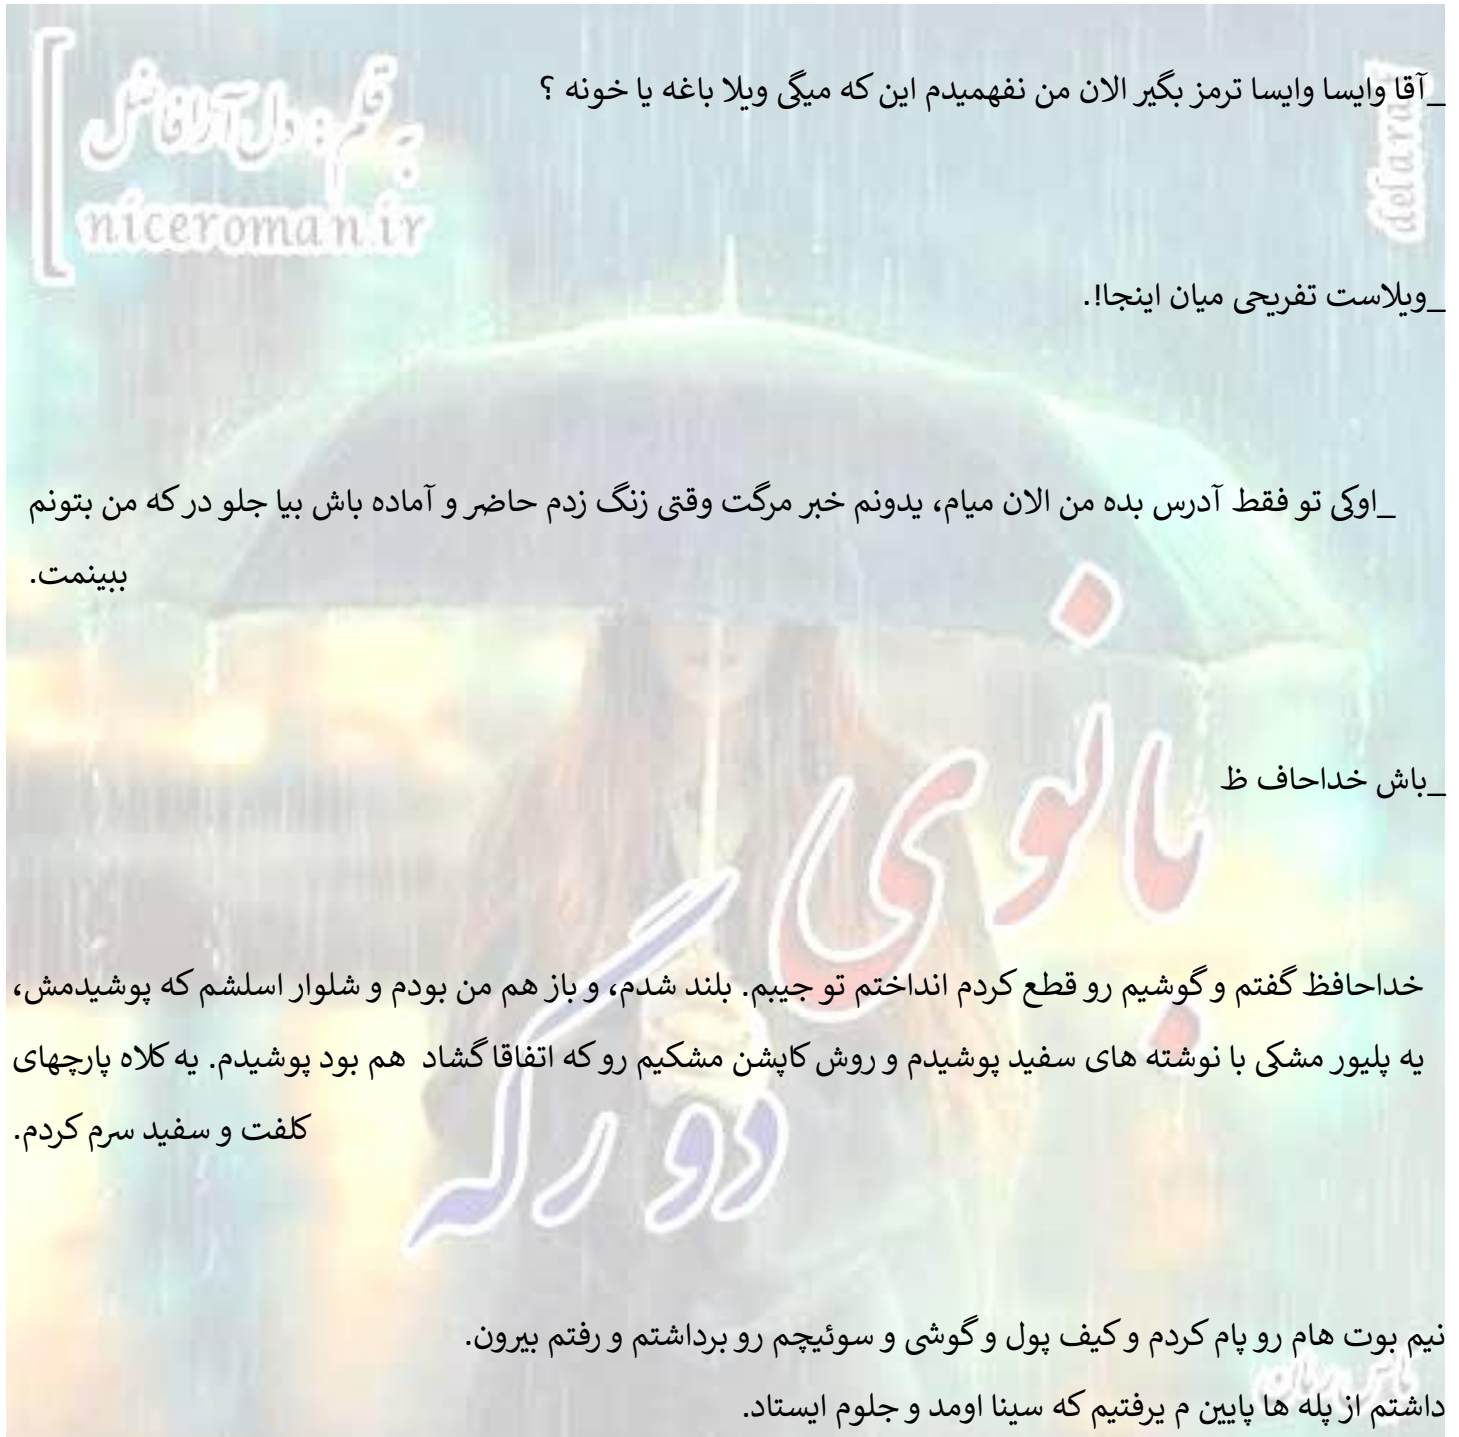 به قلم: دل آرا فاضل
niceroman.ir
delaraf
_آقا وایسا وایسا ترمز بگیر الان من نفهمیدم این که میگی ویلا باغه یا خونه ؟
_ویلاست تفریحی میان اینجا!.
_اوکی تو فقط آدرس بده من الان میام، یدونم خبر مرگت وقتی زنگ زدم حاضر و آماده باش بیا جلو در که من بتونم
ببینمت.
_باش خداحاف ظ
بانوی
دو رگه
خداحافظ گفتم و گوشیم رو قطع کردم انداختم تو جیبم. بلند شدم، و باز هم من بودم و شلوار اسلشم که پوشیدمش،
یه پلیور مشکی با نوشته های سفید پوشیدم و روش کاپشن مشکیم رو که اتفاقا گشاد هم بود پوشیدم. یه کلاه پارچهای
کلفت و سفید سرم کردم.
نیم بوت هام رو پام کردم و کیف پول و گوشی و سوئیچم رو برداشتم و رفتم بیرون.
داشتم از پله ها پایین م یرفتیم که سینا اومد و جلوم ایستاد.